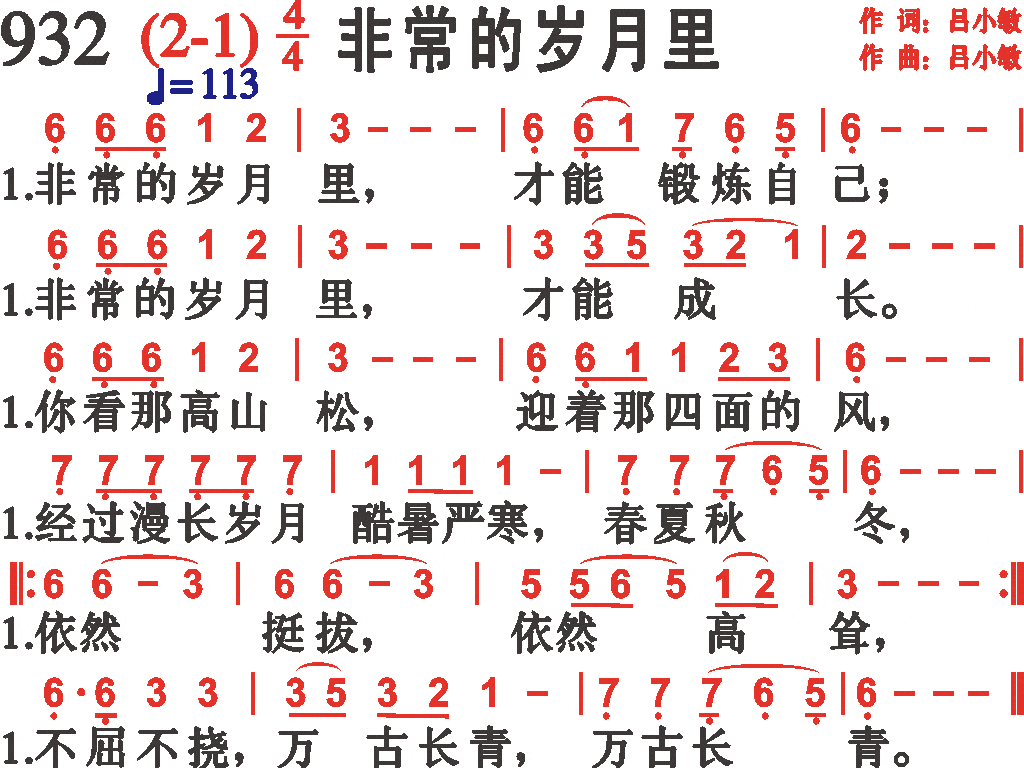 932 (2-1) 4/4 非常的岁月里 作 词：吕小敏
♩=113 作 曲：吕小敏
6 6 6 1 2 | 3 - - - | 6 6 1 7 6 5 | 6 - - - |
1.非常的岁月 里， 才能 锻炼自 己；
6 6 6 1 2 | 3 - - - | 3 3 5 3 2 1 | 2 - - - |
1.非常的岁月 里， 才能 成 长。
6 6 6 1 2 | 3 - - - | 6 6 1 1 2 3 | 6 - - - |
1.你看那高山 松， 迎着那四面的 风，
7 7 7 7 7 7 | 1 1 1 1 - | 7 7 7 6 5 | 6 - - - |
1.经过漫长岁月 酷暑严寒， 春夏秋 冬，
‖: 6 6 - 3 | 6 6 - 3 | 5 5 6 5 1 2 | 3 - - - :‖
1.依然 挺拔， 依然 高 耸，
6 · 6 3 3 | 3 5 3 2 1 - | 7 7 7 6 5 | 6 - - - ‖
1.不屈不挠，万 古长青， 万古长 青。